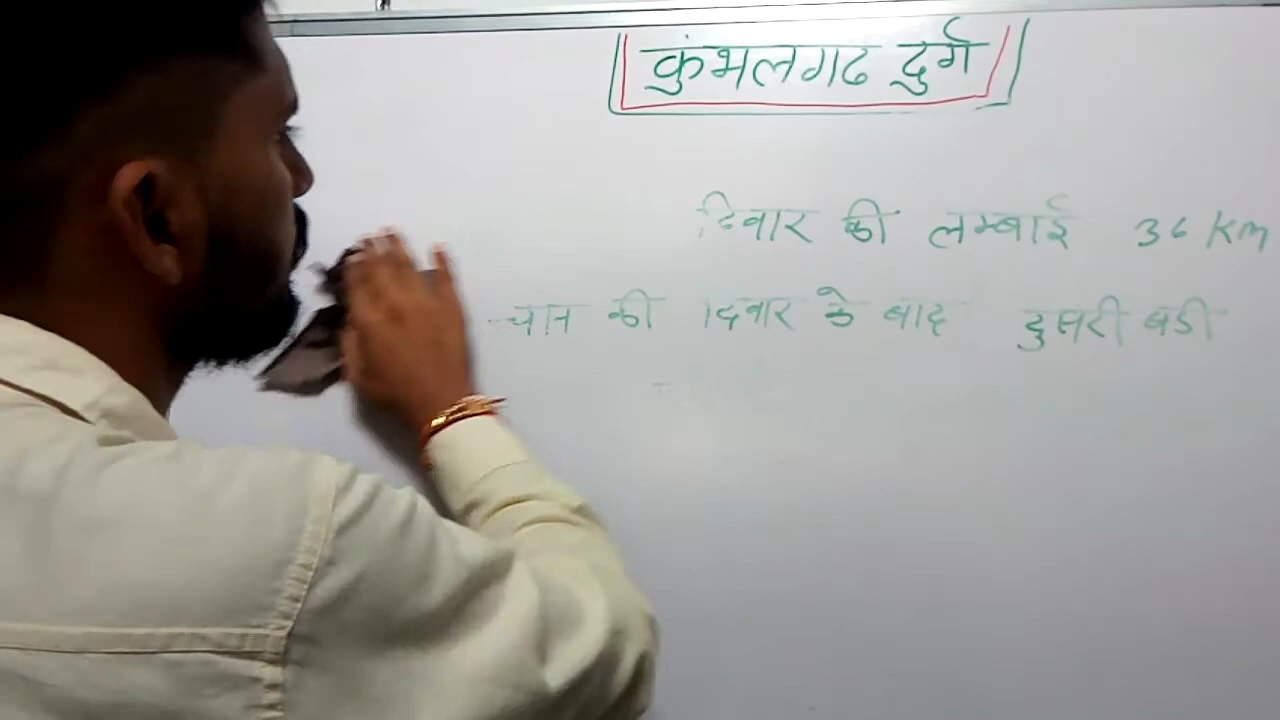 कुंभलगढ दुर्ग
दिवार की लम्बाई 36 Km
की दिवार के बाद दुसरी बडी